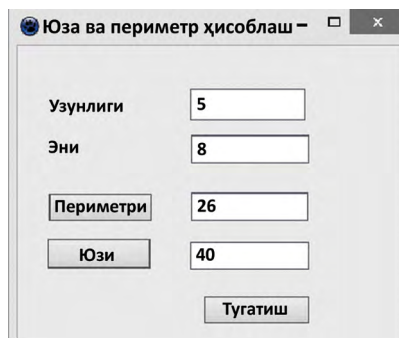 Юза ва периметр ҳисоблаш
Узунлиги 5
Эни 8
Периметри 26
Юзи 40
Тугатиш